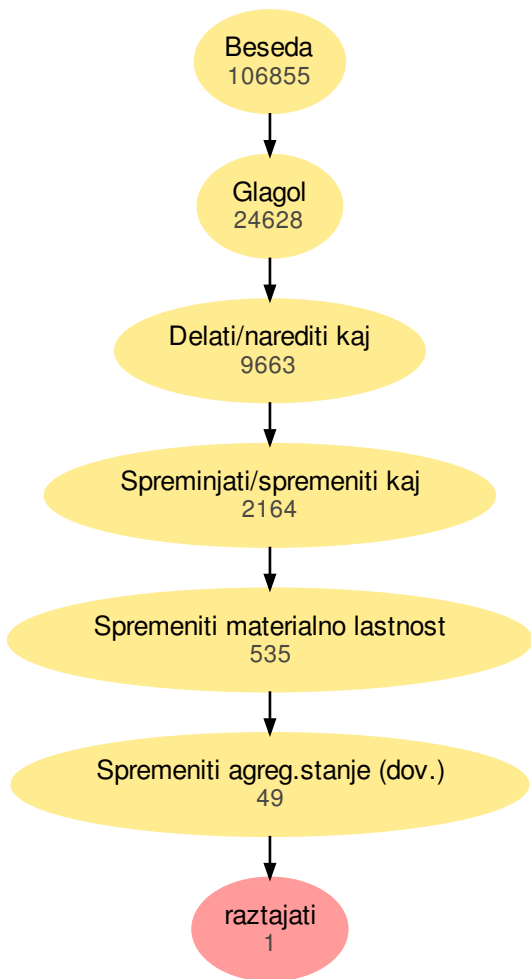 Beseda
106855
Glagol
24628
Delati/narediti kaj
9663
Spreminjati/spremeniti kaj
2164
Spremeniti materialno lastnost
535
Spremeniti agreg.stanje (dov.)
49
raztajati
1